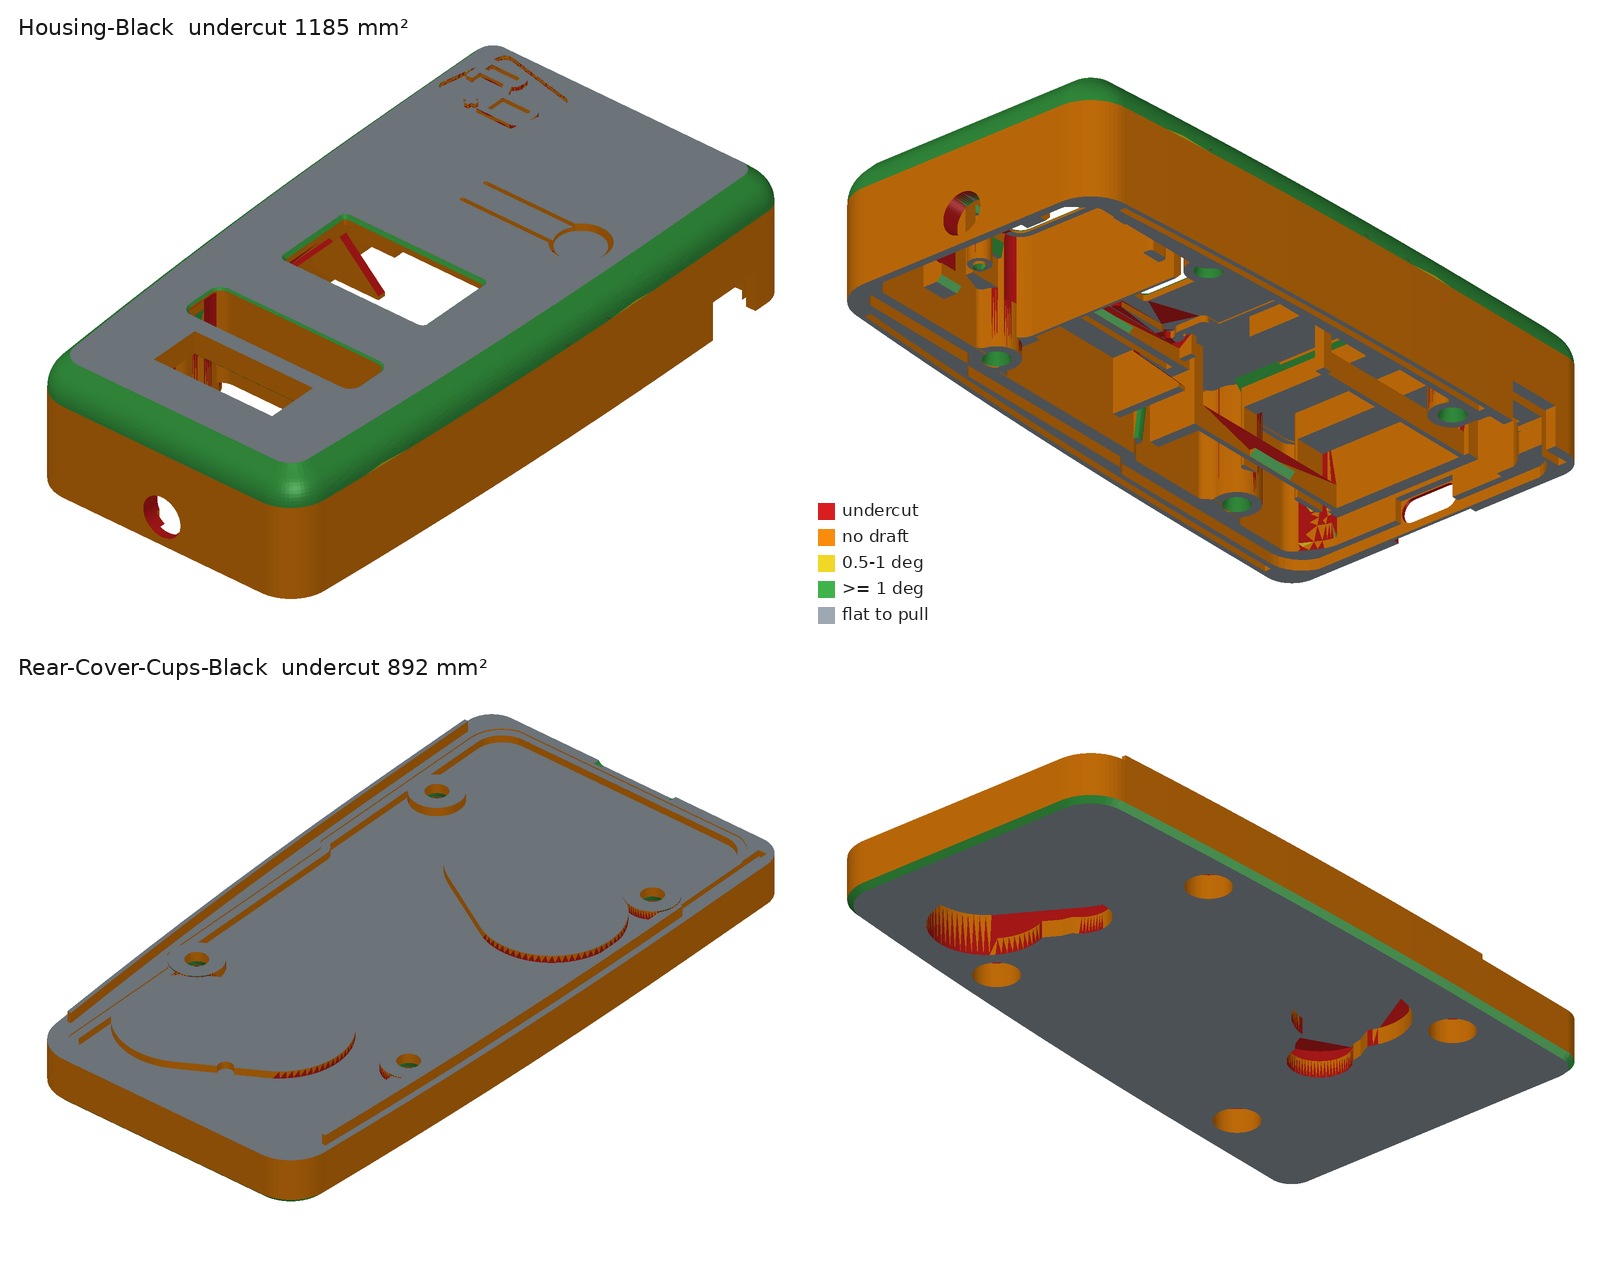 Housing-Black  undercut 1185 mm²
undercut
no draft
0.5-1 deg
>= 1 deg
flat to pull
Rear-Cover-Cups-Black  undercut 892 mm²